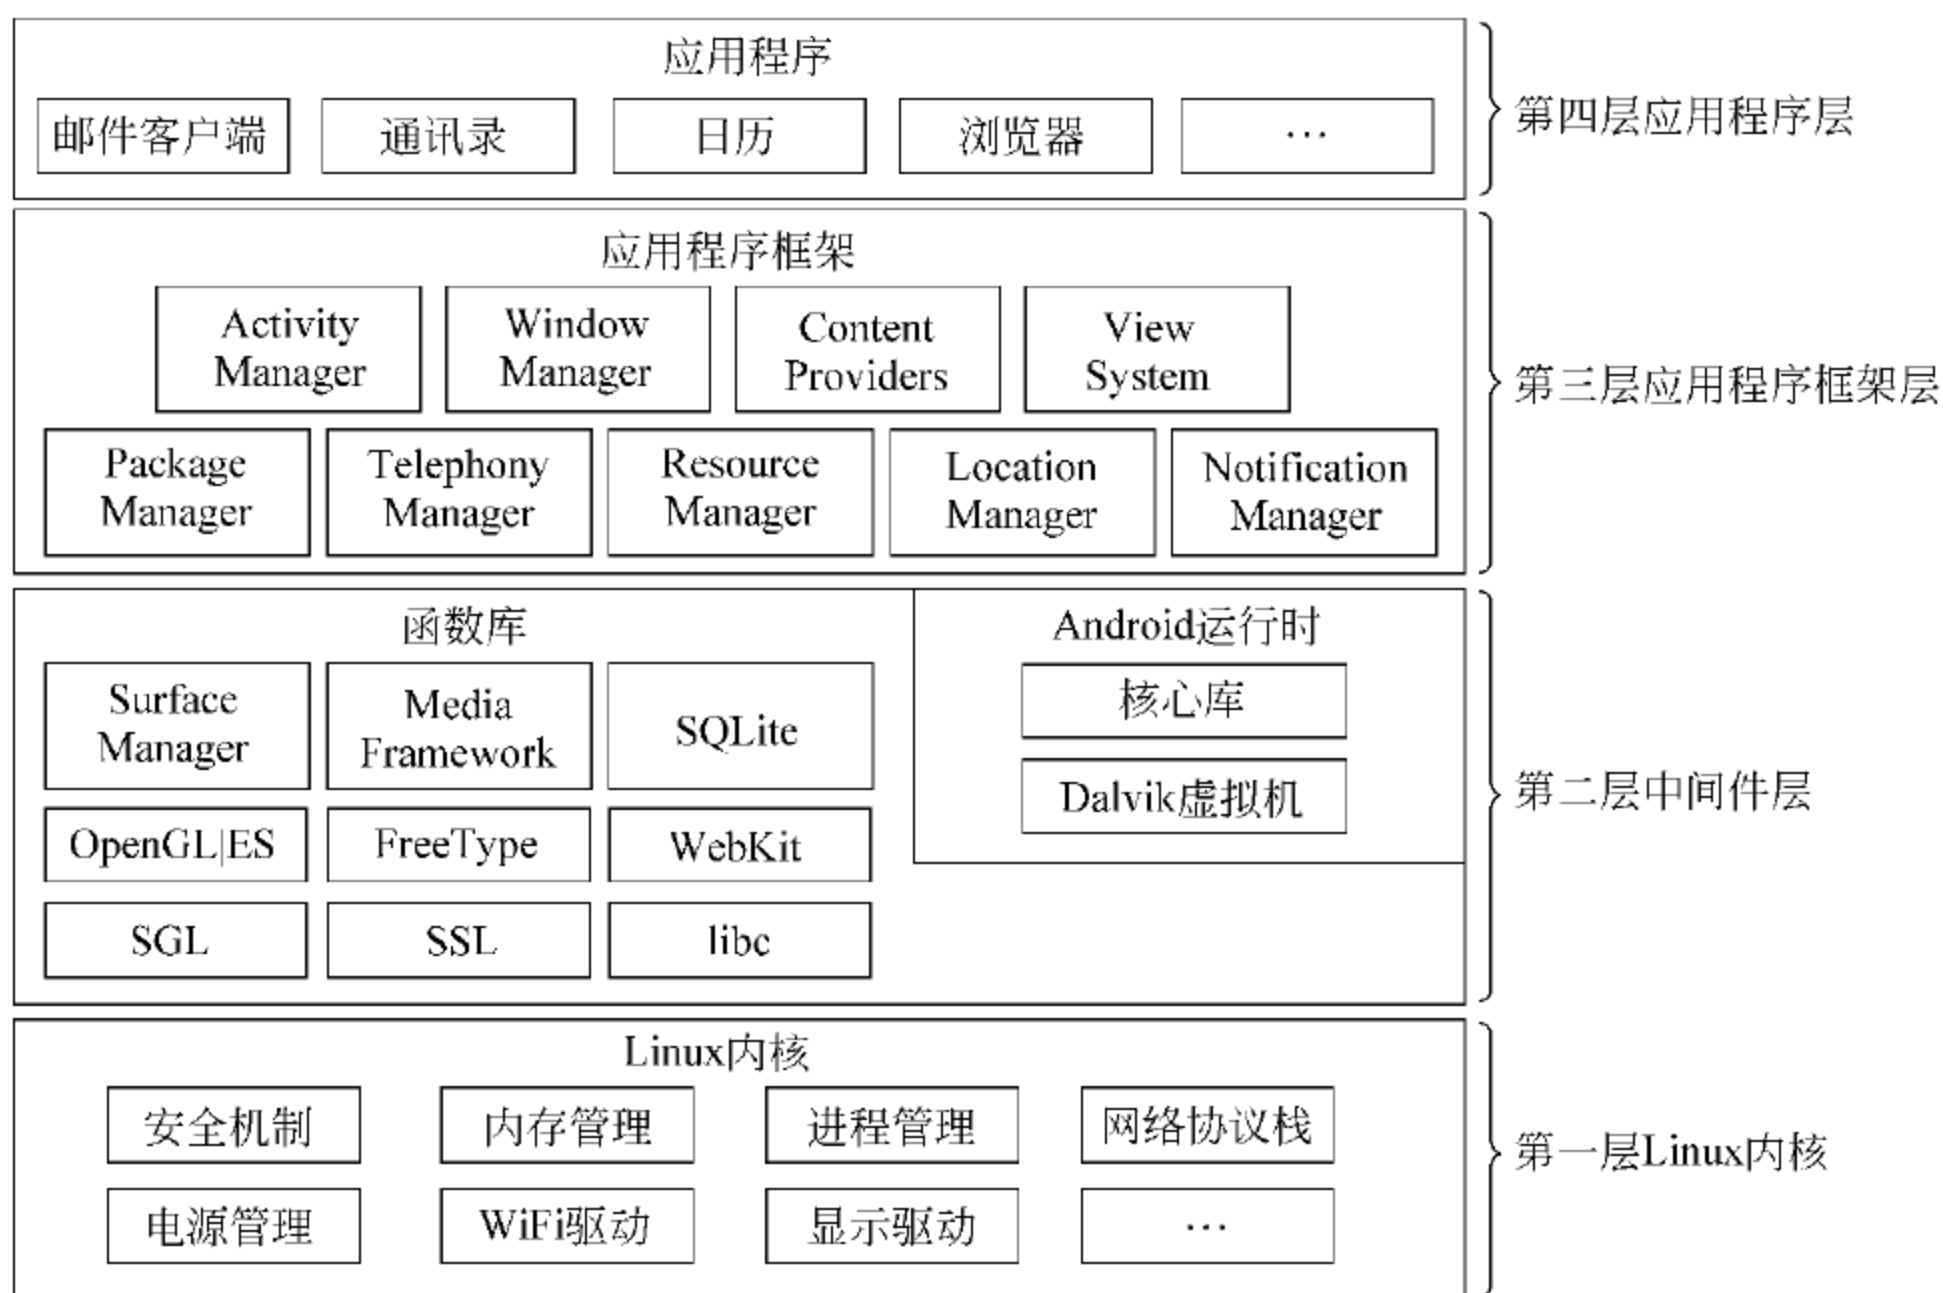 应用程序
邮件客户端
通讯录
日历
浏览器
…
第四层应用程序层
应用程序框架
Activity
Manager
Window
Manager
Content
Providers
View
System
Package
Manager
Telephony
Manager
Resource
Manager
Location
Manager
Notification
Manager
第三层应用程序框架层
函数库
Surface
Manager
Media
Framework
SQLite
OpenGL|ES
FreeType
WebKit
SGL
SSL
libc
Android运行时
核心库
Dalvik虚拟机
第二层中间件层
Linux内核
安全机制
内存管理
进程管理
网络协议栈
电源管理
WiFi驱动
显示驱动
…
第一层Linux内核